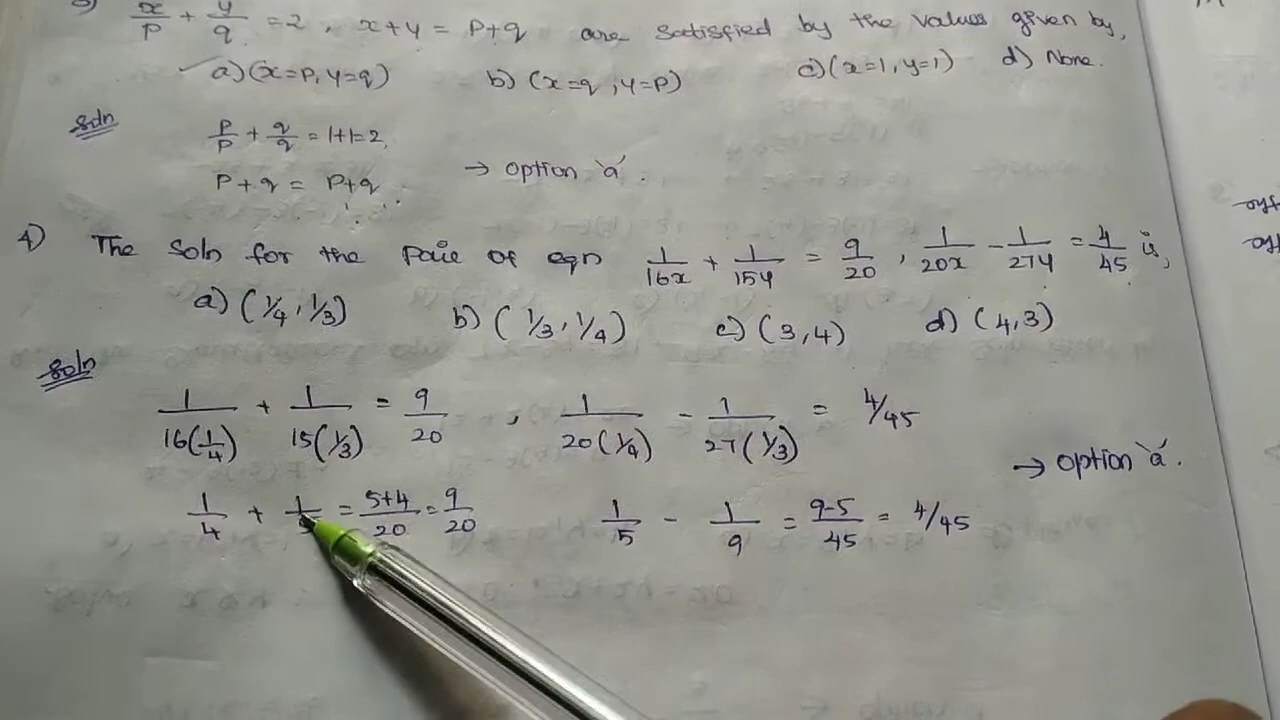 x/p + y/q = 2, x+y = p+q are satisfied by the values given by,
a) (x=p, y=q) b) (x=q, y=p) c) (x=1, y=1) d) None.
Soln
p/p + q/q = 1+1=2,
p+q = p+q → option 'a'.
4) The Soln for the pair of eqn 1/16x + 1/15y = 9/20, 1/20x - 1/27y = 4/45 is,
a) (1/4, 1/3) b) (1/3, 1/4) c) (3,4) d) (4,3)
Soln
1/16(1/4) + 1/15(1/3) = 9/20, 1/20(1/4) - 1/27(1/3) = 4/45
→ option 'a'.
1/4 + 1/5 = 5+4/20 = 9/20 1/5 - 1/9 = 9-5/45 = 4/45